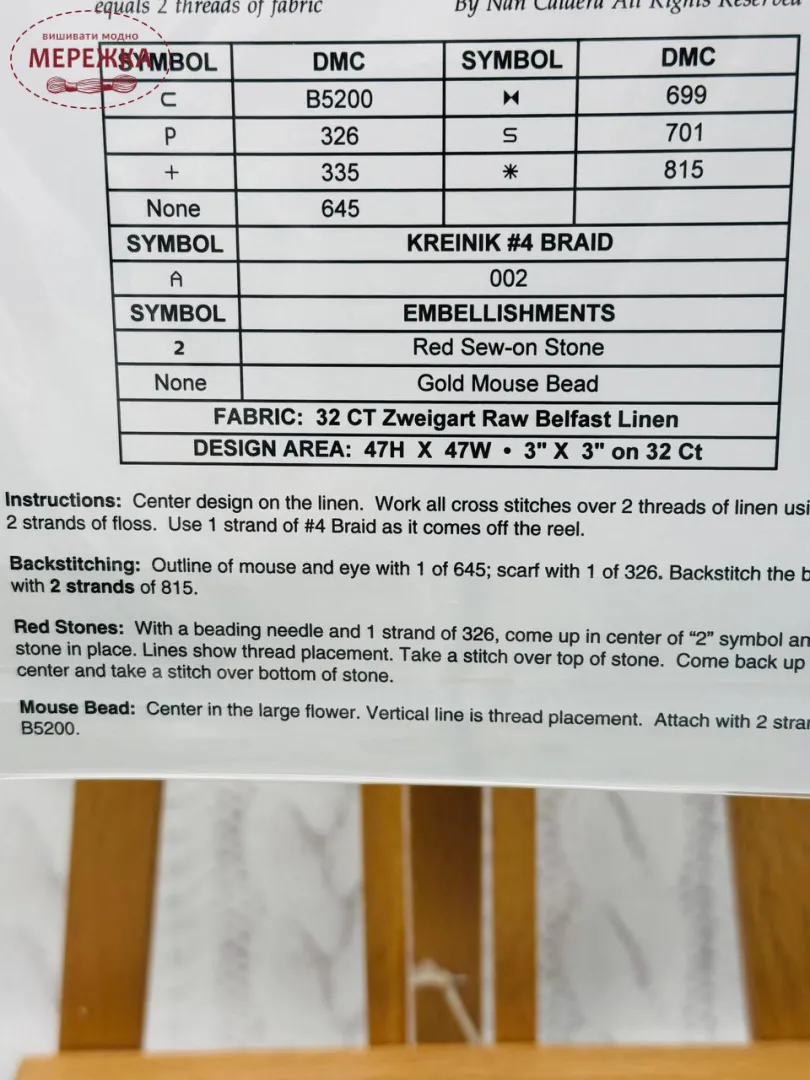 equals 2 threads of fabric By Nan Caldera All Rights Reserved
вишивати модно
МЕРЕЖКА
SYMBOL DMC SYMBOL DMC
⊂ B5200 ⧓ 699
P 326 S 701
+ 335 ✳ 815
None 645
SYMBOL KREINIK #4 BRAID
A 002
SYMBOL EMBELLISHMENTS
2 Red Sew-on Stone
None Gold Mouse Bead
FABRIC: 32 CT Zweigart Raw Belfast Linen
DESIGN AREA: 47H X 47W • 3" X 3" on 32 Ct
Instructions: Center design on the linen. Work all cross stitches over 2 threads of linen usi
2 strands of floss. Use 1 strand of #4 Braid as it comes off the reel.
Backstitching: Outline of mouse and eye with 1 of 645; scarf with 1 of 326. Backstitch the b
with 2 strands of 815.
Red Stones: With a beading needle and 1 strand of 326, come up in center of “2” symbol an
stone in place. Lines show thread placement. Take a stitch over top of stone. Come back up
center and take a stitch over bottom of stone.
Mouse Bead: Center in the large flower. Vertical line is thread placement. Attach with 2 stra
B5200.